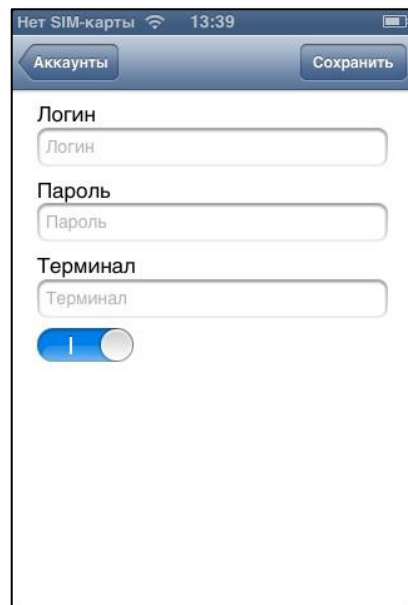 Нет SIM-карты 13:39
Аккаунты Сохранить
Логин
Логин
Пароль
Пароль
Терминал
Терминал